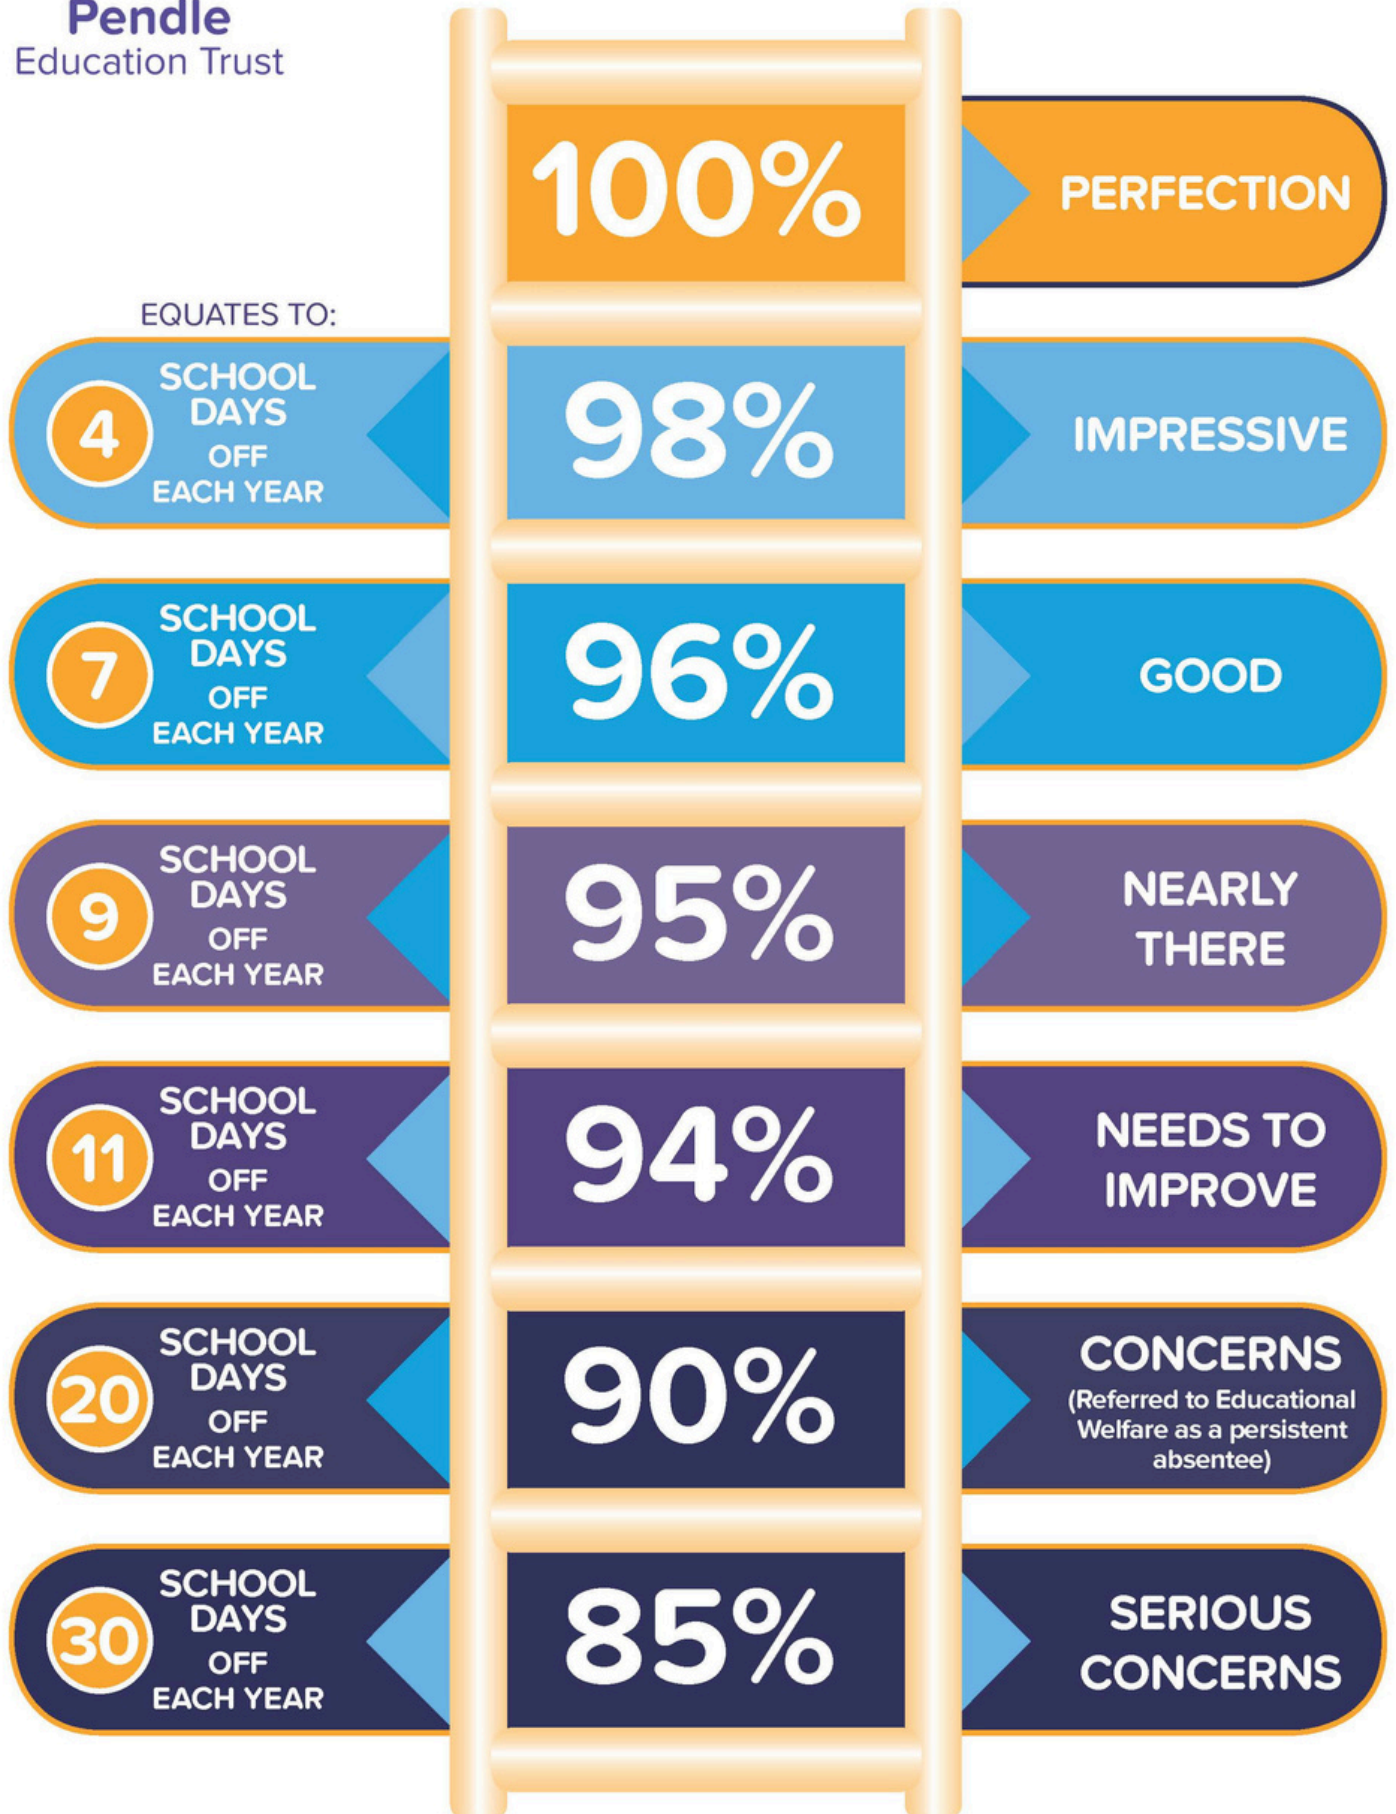 Pendle
Education Trust
100%
PERFECTION
EQUATES TO:
4
SCHOOL
DAYS
OFF
EACH YEAR
98%
IMPRESSIVE
7
SCHOOL
DAYS
OFF
EACH YEAR
96%
GOOD
9
SCHOOL
DAYS
OFF
EACH YEAR
95%
NEARLY
THERE
11
SCHOOL
DAYS
OFF
EACH YEAR
94%
NEEDS TO
IMPROVE
20
SCHOOL
DAYS
OFF
EACH YEAR
90%
CONCERNS
(Referred to Educational
Welfare as a persistent
absentee)
30
SCHOOL
DAYS
OFF
EACH YEAR
85%
SERIOUS
CONCERNS